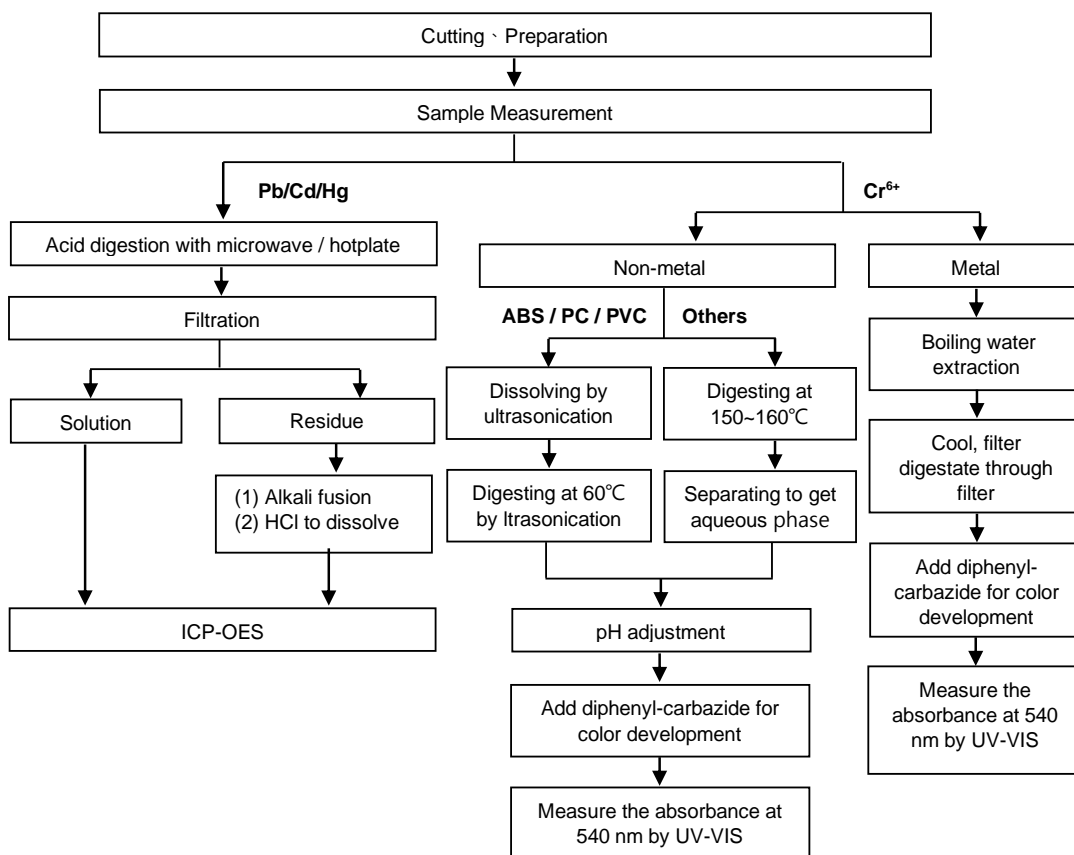 Cutting、Preparation
Sample Measurement
Pb/Cd/Hg
Cr⁶⁺
Acid digestion with microwave / hotplate
Non-metal
Metal
Filtration
ABS / PC / PVC
Others
Boiling water
extraction
Solution
Residue
Dissolving by
ultrasonication
Digesting at
150~160℃
Cool, filter
digestate through
filter
(1) Alkali fusion
(2) HCl to dissolve
Digesting at 60℃
by ltrasonication
Separating to get
aqueous phase
Add diphenyl-
carbazide for color
development
ICP-OES
pH adjustment
Measure the
absorbance at 540
nm by UV-VIS
Add diphenyl-carbazide for
color development
Measure the absorbance at
540 nm by UV-VIS